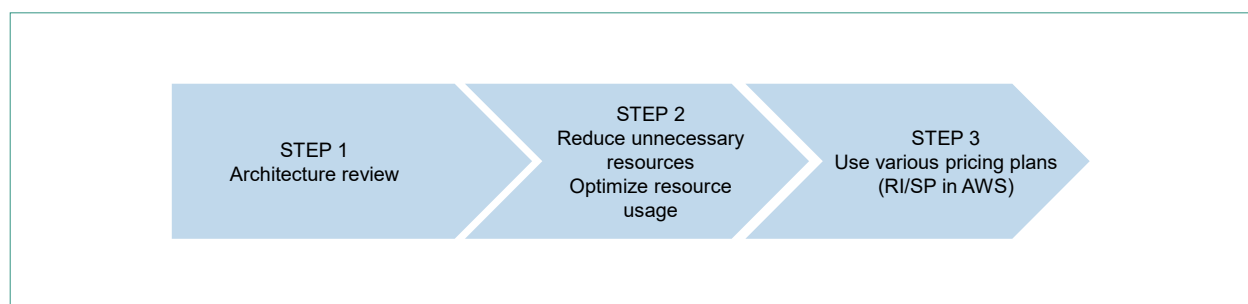 STEP 1
Architecture review
STEP 2
Reduce unnecessary
resources
Optimize resource
usage
STEP 3
Use various pricing plans
(RI/SP in AWS)